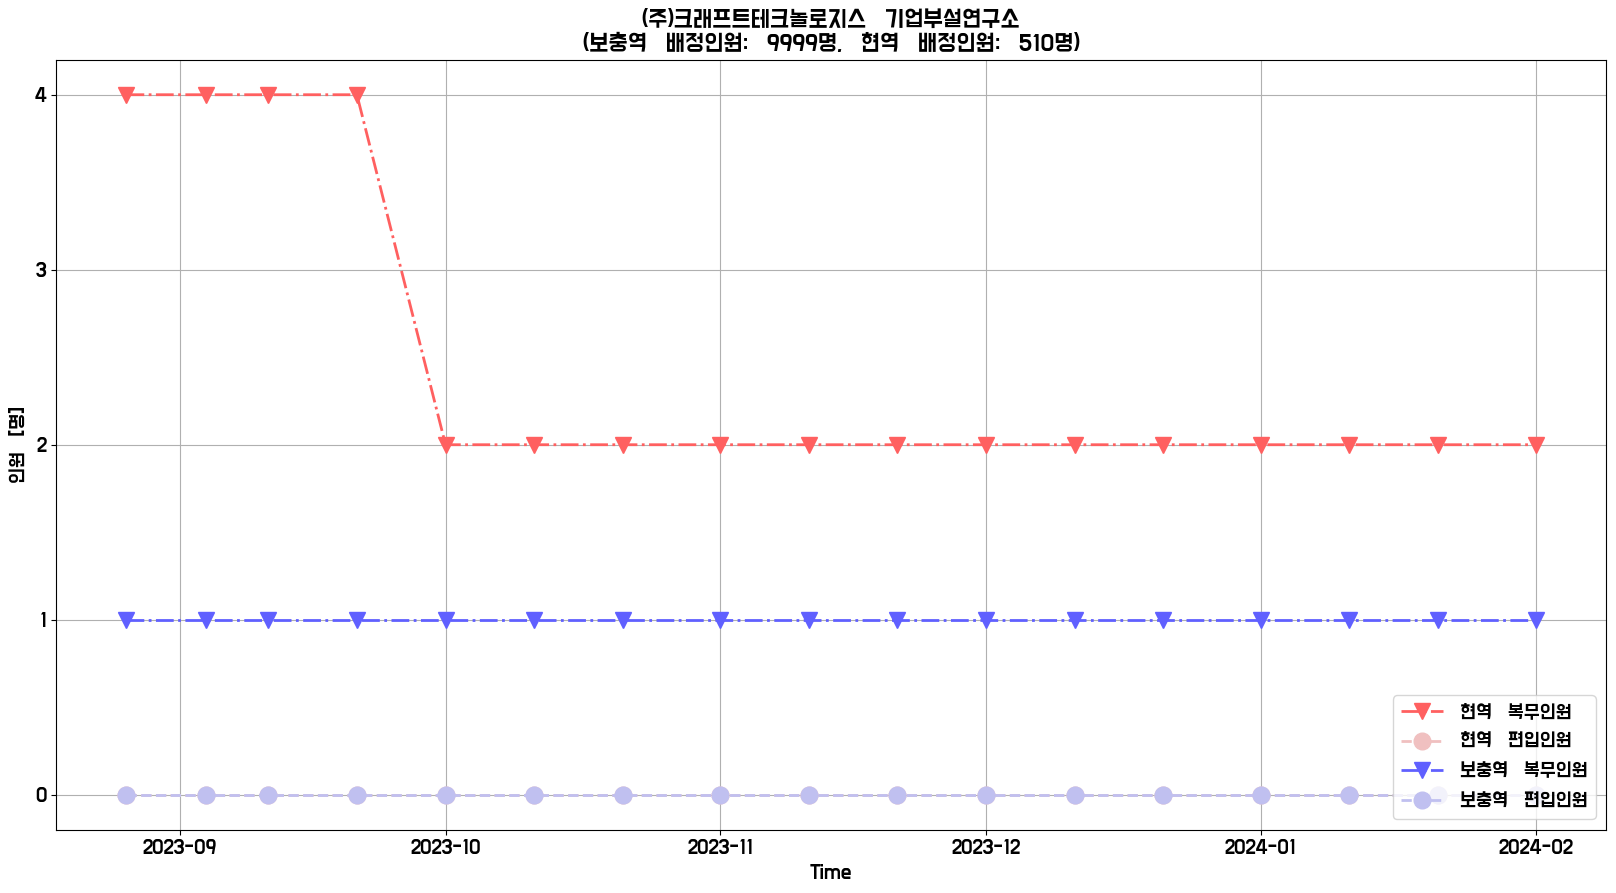 (주)크래프트테크놀로지스 기업부설연구소
(보충역 배정인원: 9999명, 현역 배정인원: 510명)
4
3
2
1
0
인원 [명]
현역 복무인원
현역 편입인원
보충역 복무인원
보충역 편입인원
2023-09 2023-10 2023-11 2023-12 2024-01 2024-02
Time